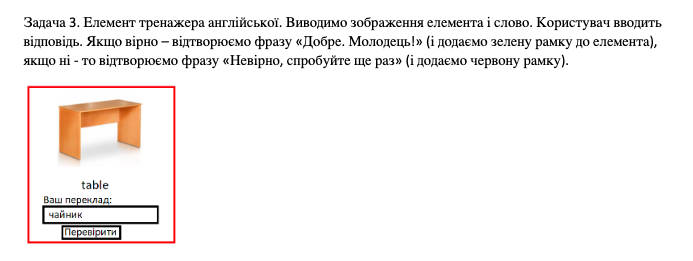 Задача 3. Елемент тренажера англійської. Виводимо зображення елемента і слово. Користувач вводить
відповідь. Якщо вірно – відтворюємо фразу «Добре. Молодець!» (і додаємо зелену рамку до елемента),
якщо ні - то відтворюємо фразу «Невірно, спробуйте ще раз» (і додаємо червону рамку).
table
Ваш переклад:
чайник
Перевірити